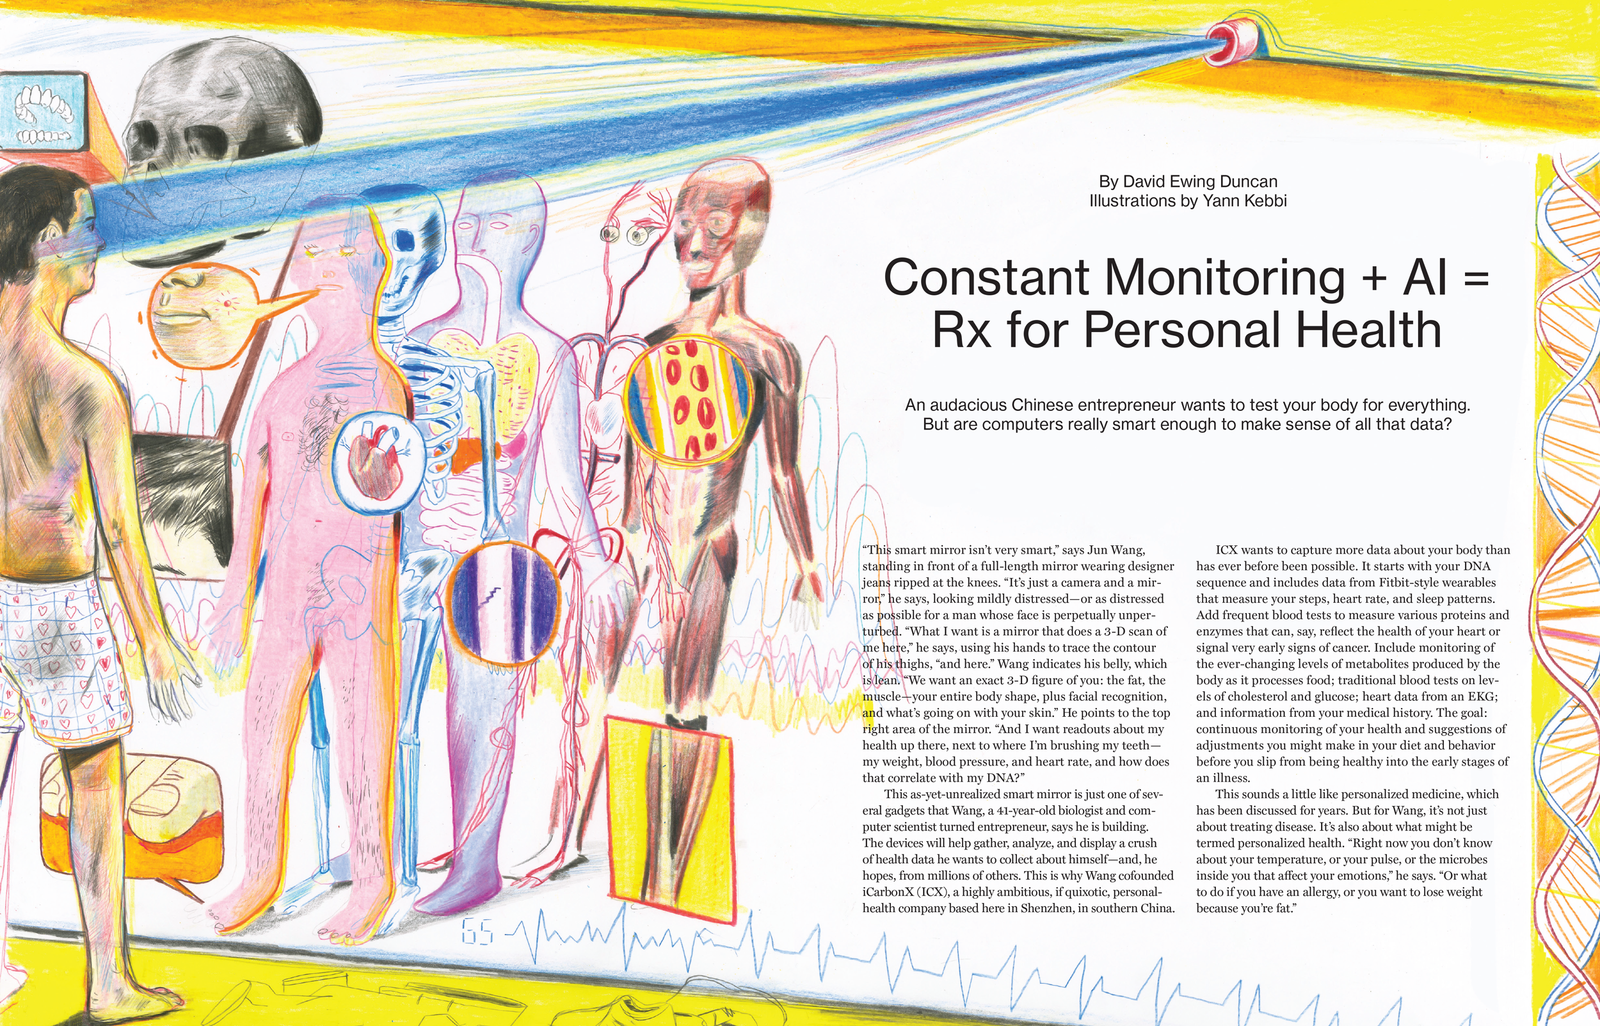 By David Ewing Duncan
Illustrations by Yann Kebbi
Constant Monitoring + AI =
Rx for Personal Health
An audacious Chinese entrepreneur wants to test your body for everything.
But are computers really smart enough to make sense of all that data?
“This smart mirror isn’t very smart,” says Jun Wang,
standing in front of a full-length mirror wearing designer
jeans ripped at the knees. “It’s just a camera and a mir-
ror,” he says, looking mildly distressed—or as distressed
as possible for a man whose face is perpetually unper-
turbed. “What I want is a mirror that does a 3-D scan of
me here,” he says, using his hands to trace the contour
of his thighs, “and here.” Wang indicates his belly, which
is lean. “We want an exact 3-D figure of you: the fat, the
muscle—your entire body shape, plus facial recognition,
and what’s going on with your skin.” He points to the top
right area of the mirror. “And I want readouts about my
health up there, next to where I’m brushing my teeth—
my weight, blood pressure, and heart rate, and how does
that correlate with my DNA?”
This as-yet-unrealized smart mirror is just one of sev-
eral gadgets that Wang, a 41-year-old biologist and com-
puter scientist turned entrepreneur, says he is building.
The devices will help gather, analyze, and display a crush
of health data he wants to collect about himself—and, he
hopes, from millions of others. This is why Wang cofounded
iCarbonX (ICX), a highly ambitious, if quixotic, personal-
health company based here in Shenzhen, in southern China.
ICX wants to capture more data about your body than
has ever before been possible. It starts with your DNA
sequence and includes data from Fitbit-style wearables
that measure your steps, heart rate, and sleep patterns.
Add frequent blood tests to measure various proteins and
enzymes that can, say, reflect the health of your heart or
signal very early signs of cancer. Include monitoring of
the ever-changing levels of metabolites produced by the
body as it processes food; traditional blood tests on lev-
els of cholesterol and glucose; heart data from an EKG;
and information from your medical history. The goal:
continuous monitoring of your health and suggestions of
adjustments you might make in your diet and behavior
before you slip from being healthy into the early stages of
an illness.
This sounds a little like personalized medicine, which
has been discussed for years. But for Wang, it’s not just
about treating disease. It’s also about what might be
termed personalized health. “Right now you don’t know
about your temperature, or your pulse, or the microbes
inside you that affect your emotions,” he says. “Or what
to do if you have an allergy, or you want to lose weight
because you’re fat.”
65